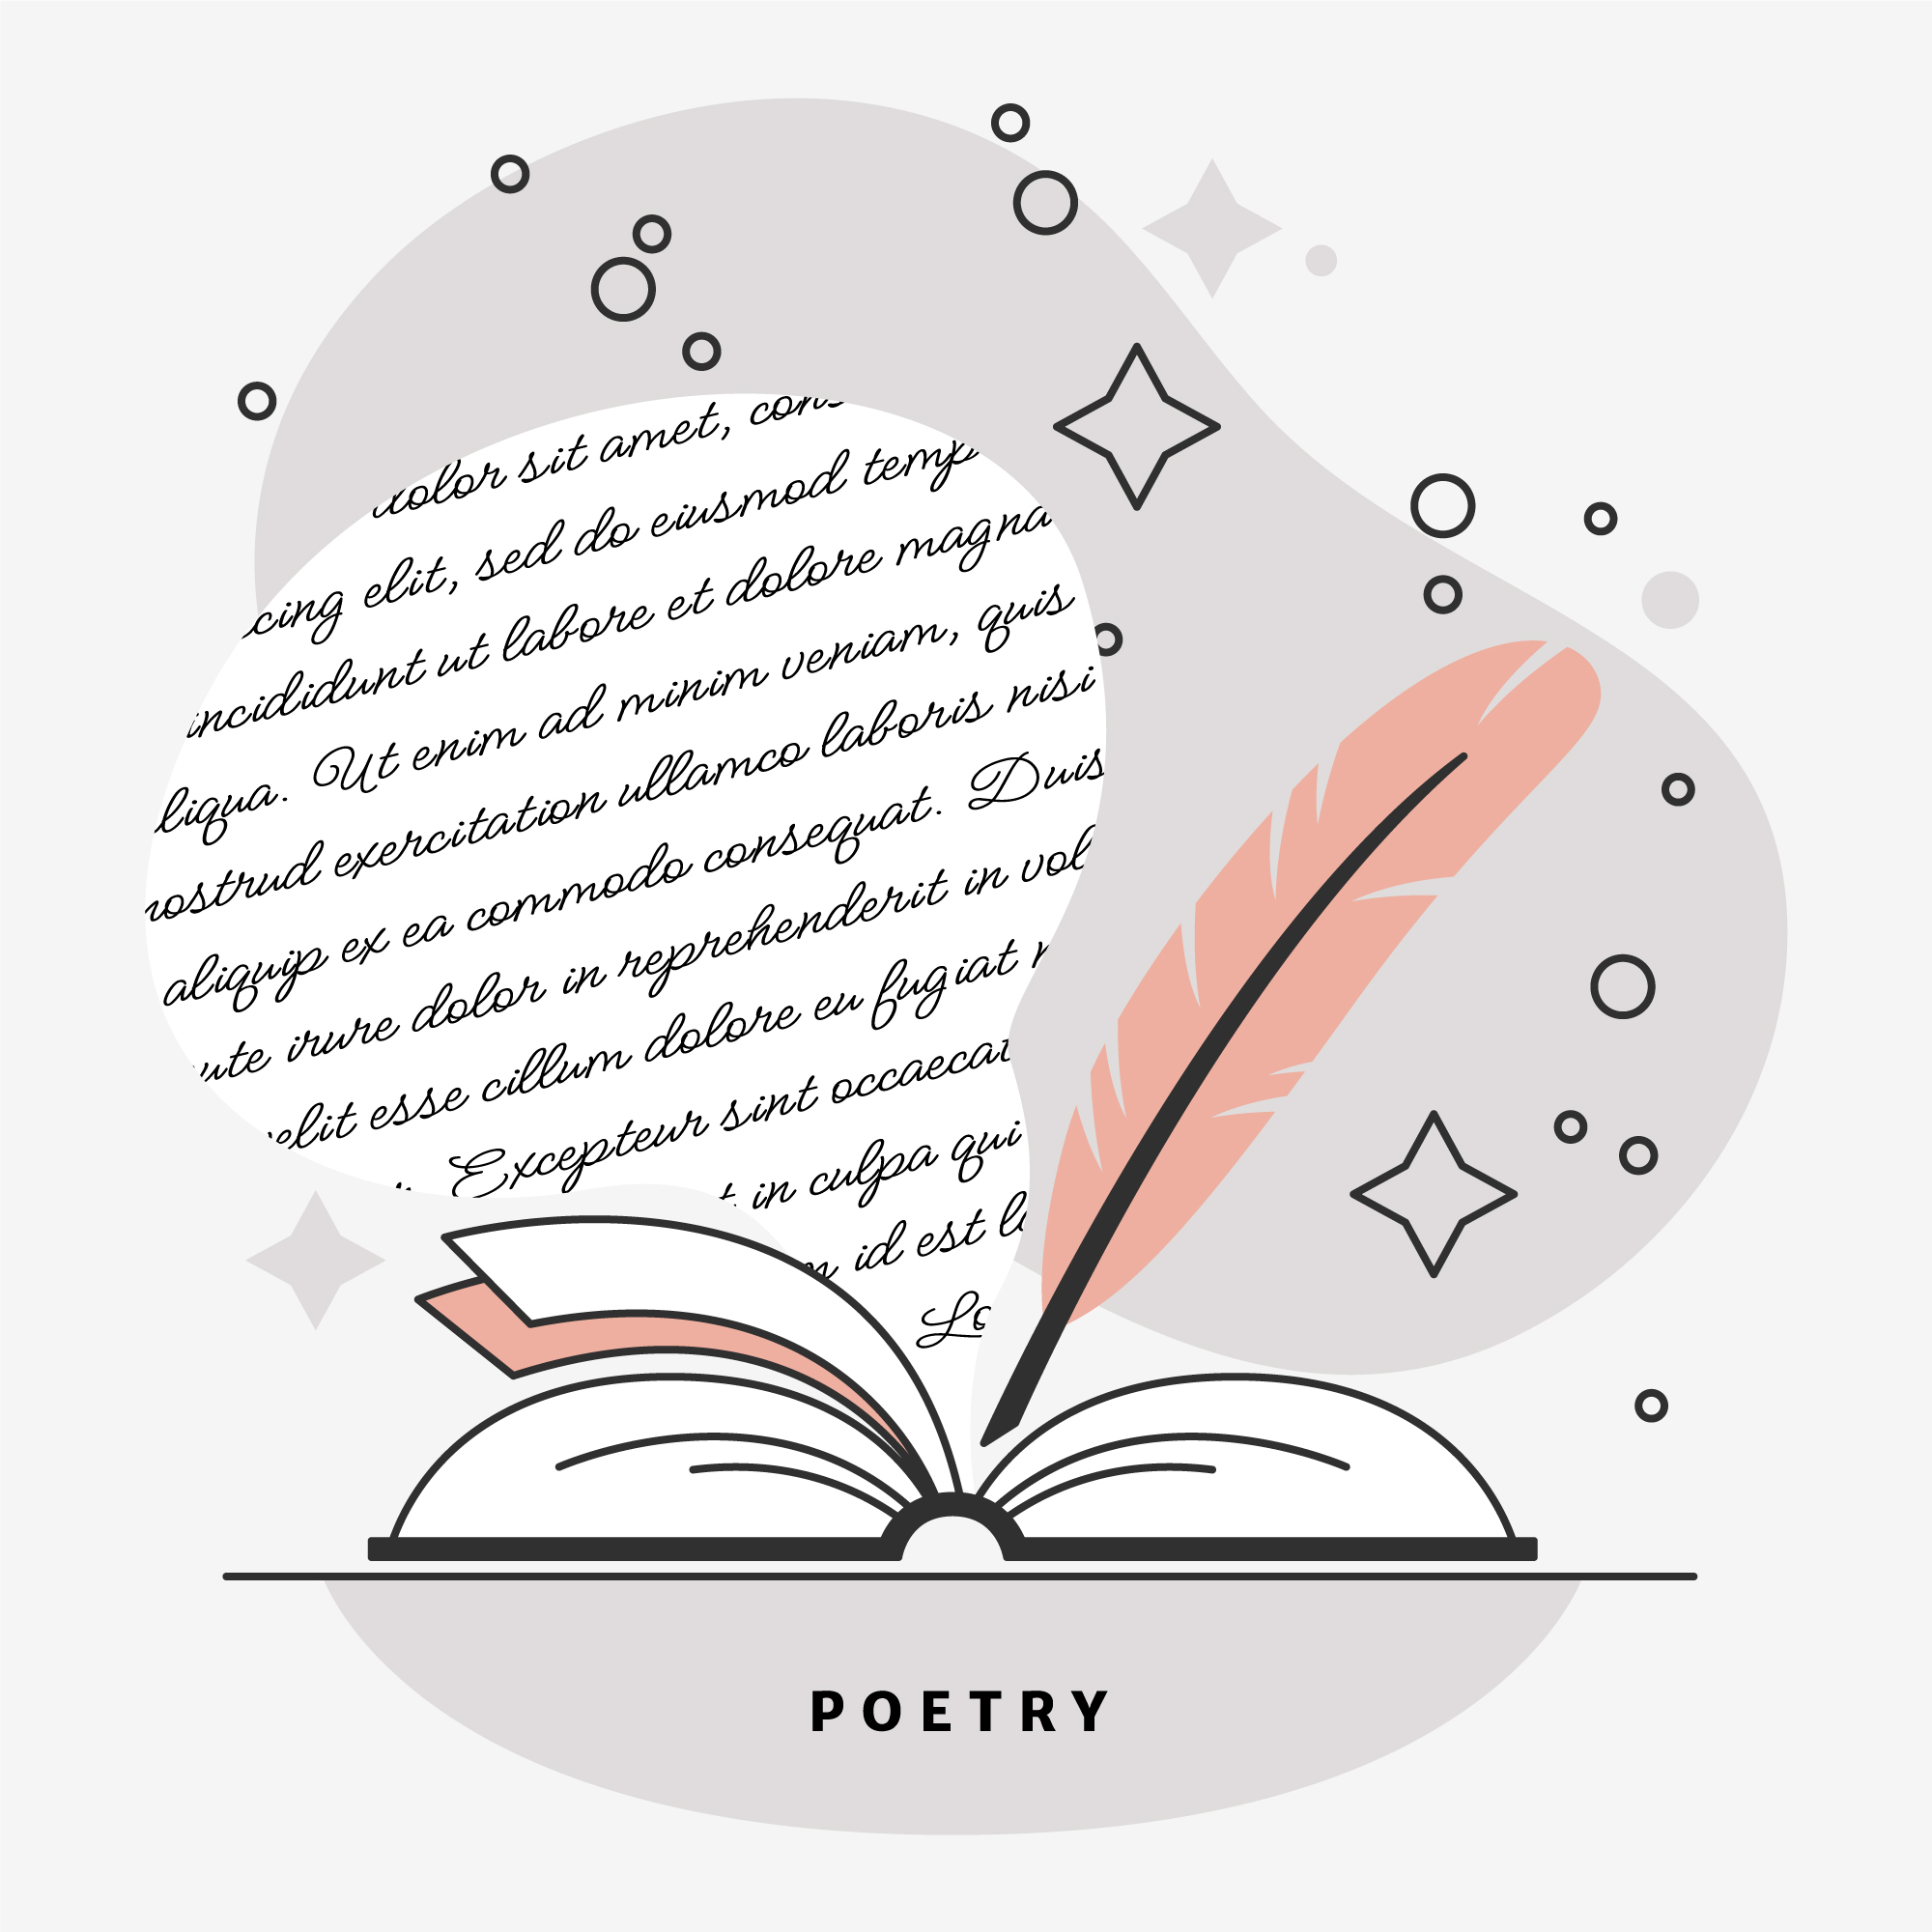 dolor sit amet, cons
cing elit, sed do eiusmod temp
incididunt ut labore et dolore magna
liqua. Ut enim ad minim veniam, quis
nostrud exercitation ullamco laboris nisi
aliquip ex ea commodo consequat. Duis
ute irure dolor in reprehenderit in vol
elit esse cillum dolore eu fugiat
Excepteur sint occaecat
t in culpa qui
id est la
Lo
POETRY